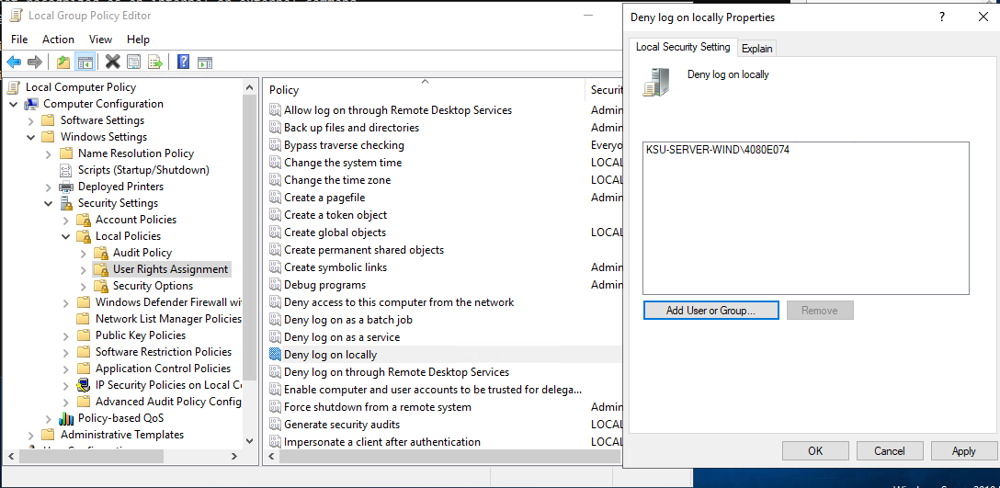 Local Group Policy Editor
File Action View Help
Local Computer Policy
Computer Configuration
Software Settings
Windows Settings
Name Resolution Policy
Scripts (Startup/Shutdown)
Deployed Printers
Security Settings
Account Policies
Local Policies
Audit Policy
User Rights Assignment
Security Options
Windows Defender Firewall wi
Network List Manager Policies
Public Key Policies
Software Restriction Policies
Application Control Policies
IP Security Policies on Local C
Advanced Audit Policy Config
Policy-based QoS
Administrative Templates
Policy Securit
Allow log on through Remote Desktop Services Admin
Back up files and directories Admin
Bypass traverse checking Everyo
Change the system time LOCAL
Change the time zone LOCAL
Create a pagefile Admin
Create a token object
Create global objects LOCAL
Create permanent shared objects
Create symbolic links Admin
Debug programs Admin
Deny access to this computer from the network
Deny log on as a batch job
Deny log on as a service
Deny log on locally
Deny log on through Remote Desktop Services
Enable computer and user accounts to be trusted for delega...
Force shutdown from a remote system Admin
Generate security audits LOCAL
Impersonate a client after authentication LOCAL
Deny log on locally Properties
Local Security Setting Explain
Deny log on locally
KSU-SERVER-WIND\4080E074
Add User or Group... Remove
OK Cancel Apply